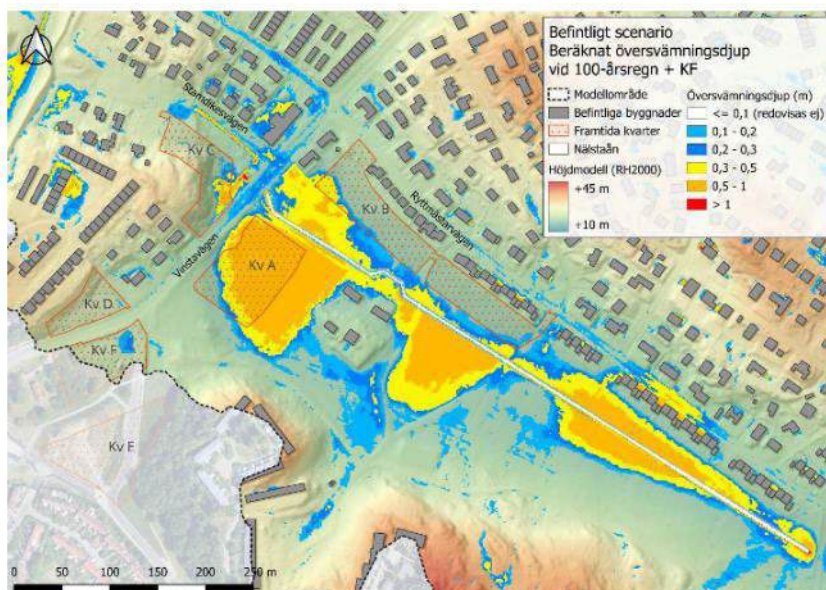 Befintligt scenario
Beräknat översvämningsdjup
vid 100-årsregn + KF
Modellområde
Befintliga byggnader
Framtida kvarter
Nälstaån
Höjdmodell (RH2000)
+45 m
+10 m
Översvämningsdjup (m)
<= 0,1 (redovisas ej)
0,1 - 0,2
0,2 - 0,3
0,3 - 0,5
0,5 - 1
> 1
Stamdikesvägen
Kv C
Kv B
Ryttmästarvägen
Vinstavägen
Kv A
Kv D
Kv F
Kv E
0 50 100 150 200 250 m